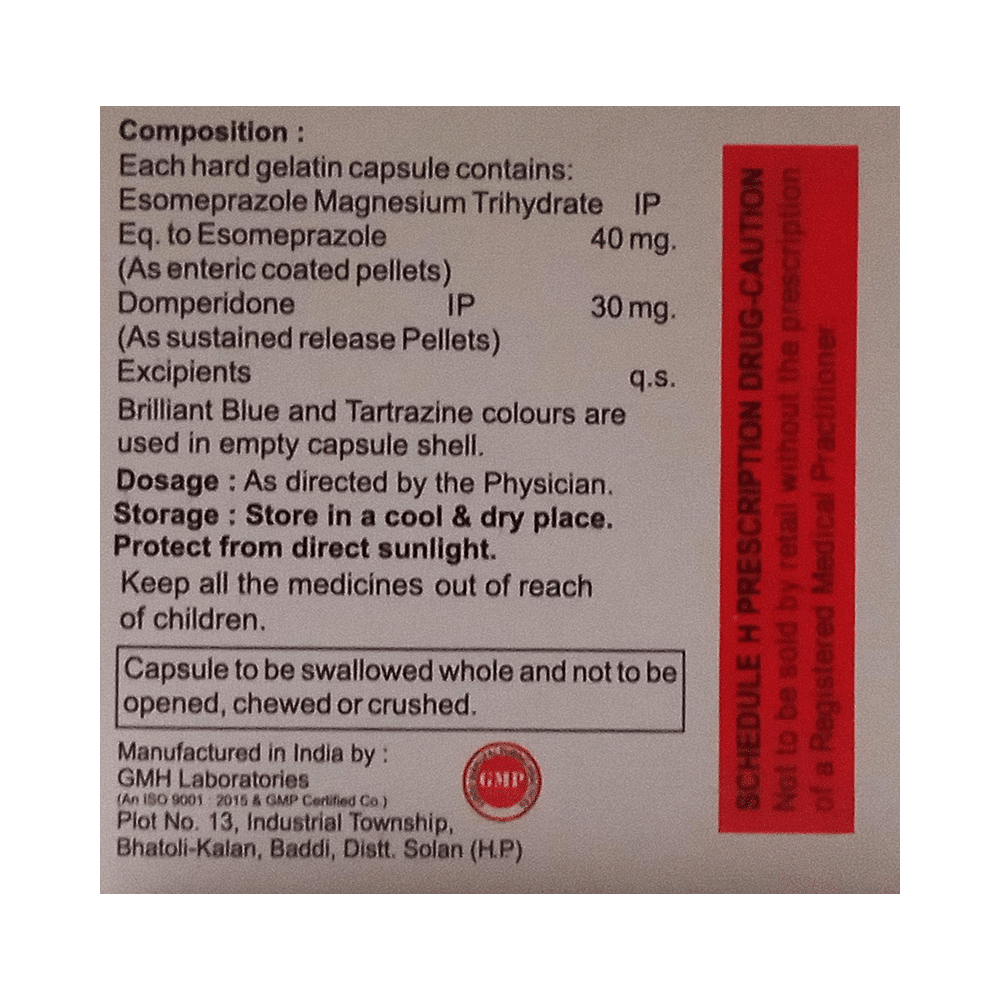 Composition :
Each hard gelatin capsule contains:
Esomeprazole Magnesium Trihydrate IP
Eq. to Esomeprazole 40 mg.
(As enteric coated pellets)
Domperidone IP 30 mg.
(As sustained release Pellets)
Excipients q.s.
Brilliant Blue and Tartrazine colours are
used in empty capsule shell.
Dosage : As directed by the Physician.
Storage : Store in a cool & dry place.
Protect from direct sunlight.
Keep all the medicines out of reach
of children.
Capsule to be swallowed whole and not to be
opened, chewed or crushed.
Manufactured in India by :
GMH Laboratories
(An ISO 9001 : 2015 & GMP Certified Co.)
Plot No. 13, Industrial Township,
Bhatoli-Kalan, Baddi, Distt. Solan (H.P)
GMP
SCHEDULE H PRESCRIPTION DRUG-CAUTION
Not to be sold by retail without the prescription
of a Registered Medical Practitioner